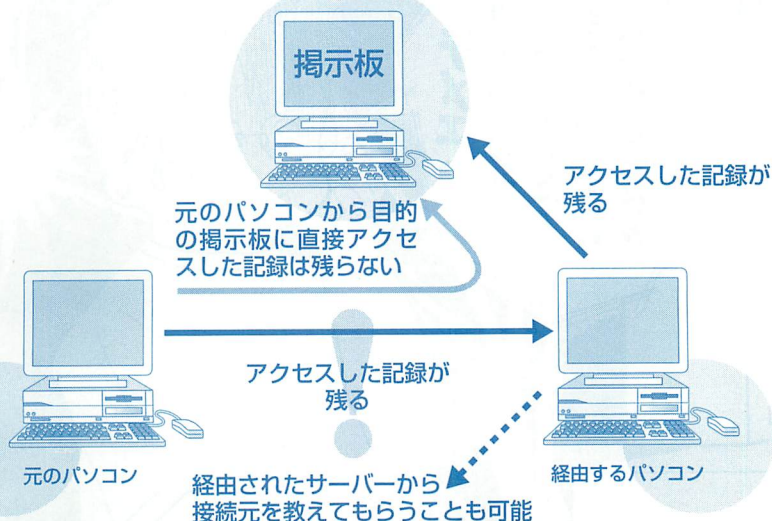 掲示板
アクセスした記録が
残る
元のパソコンから目的
の掲示板に直接アクセ
スした記録は残らない
アクセスした記録が
残る
元のパソコン
経由するパソコン
経由されたサーバーから
接続元を教えてもらうことも可能